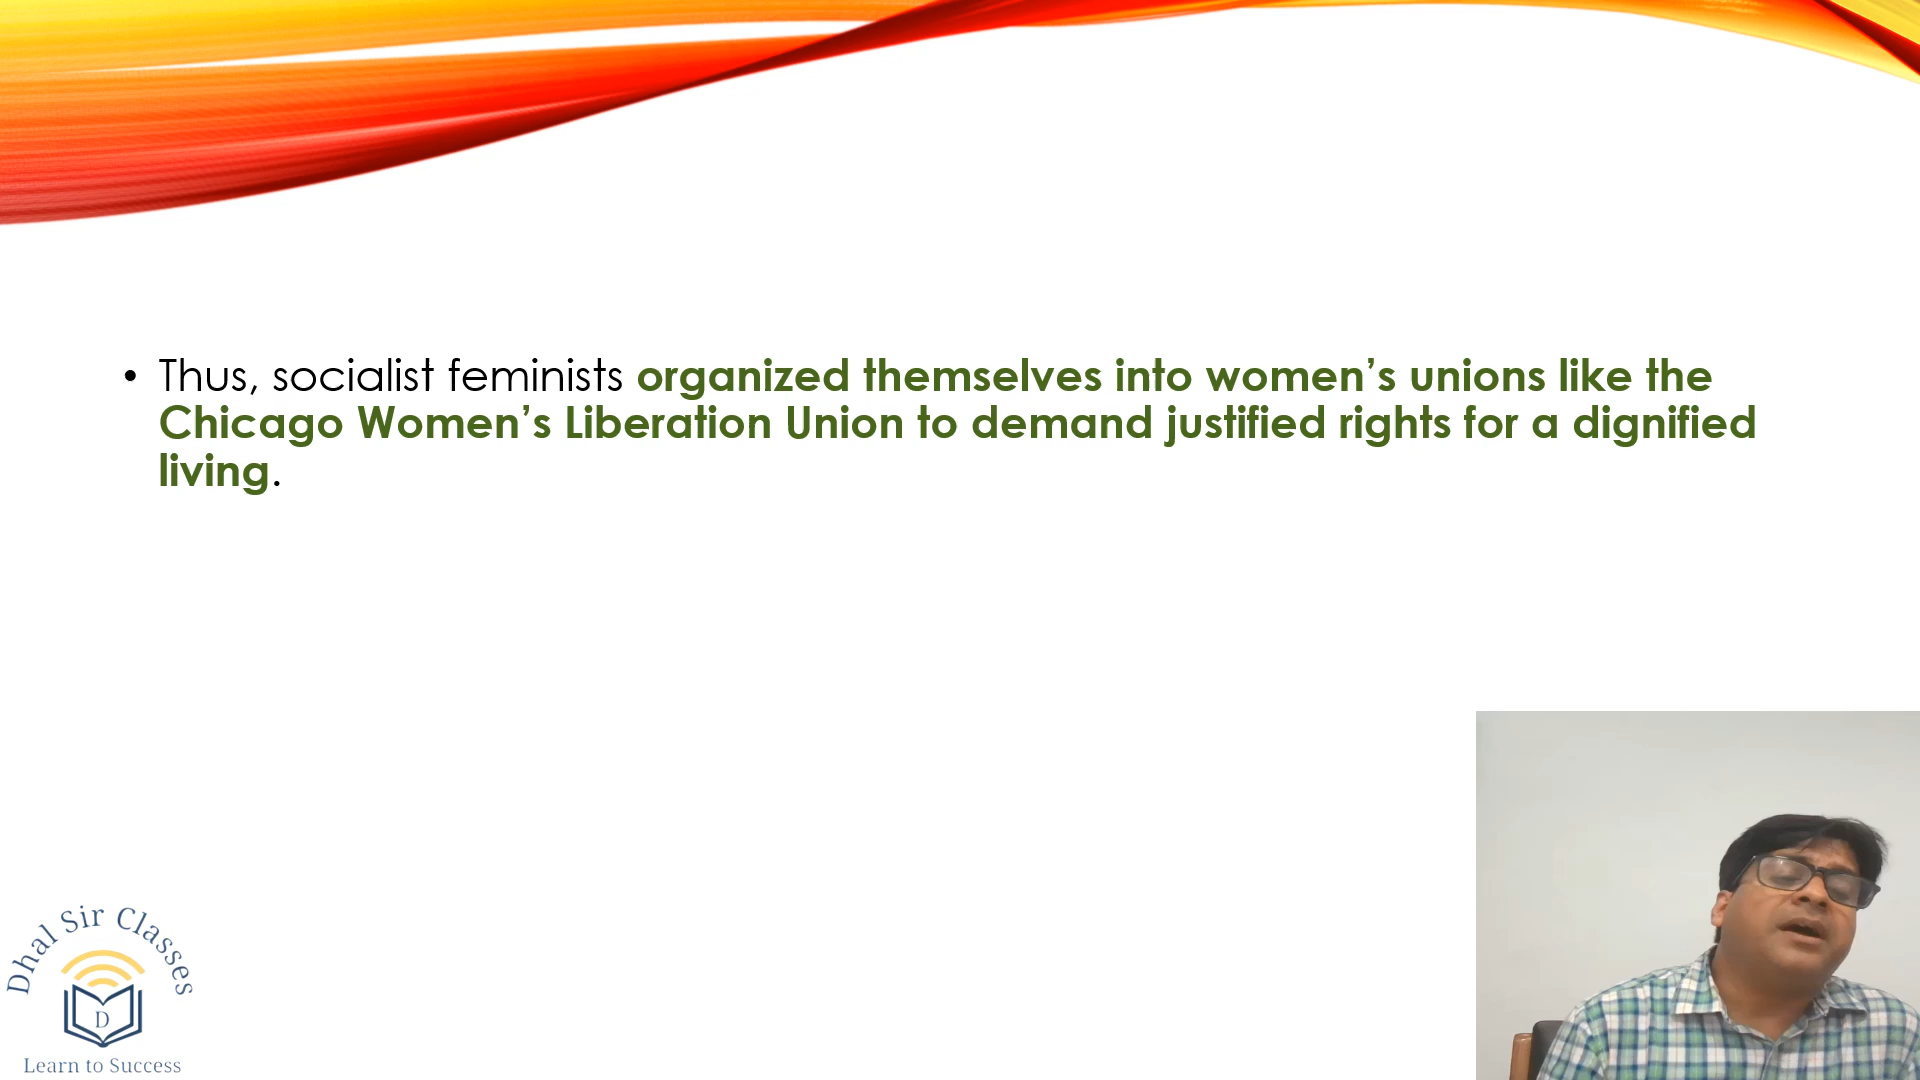 • Thus, socialist feminists organized themselves into women’s unions like the
Chicago Women’s Liberation Union to demand justified rights for a dignified
living.
Dhal Sir Classes
D
Learn to Success